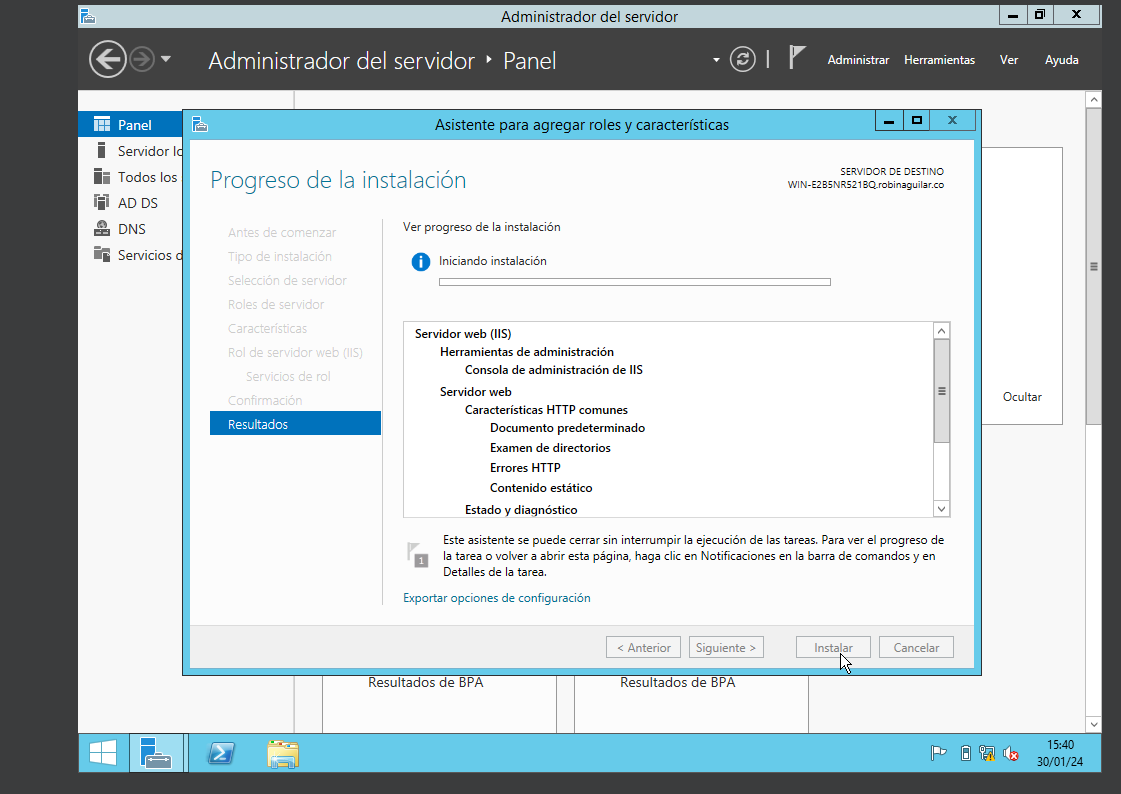 Administrador del servidor
Administrador del servidor ‣ Panel
Administrar Herramientas Ver Ayuda
Panel
Servidor lo
Todos los
AD DS
DNS
Servicios d
Asistente para agregar roles y características
Progreso de la instalación
SERVIDOR DE DESTINO
WIN-E2B5NR521BQ.robinaguilar.co
Antes de comenzar
Tipo de instalación
Selección de servidor
Roles de servidor
Características
Rol de servidor web (IIS)
Servicios de rol
Confirmación
Resultados
Ver progreso de la instalación
Iniciando instalación
Servidor web (IIS)
Herramientas de administración
Consola de administración de IIS
Servidor web
Características HTTP comunes
Documento predeterminado
Examen de directorios
Errores HTTP
Contenido estático
Estado y diagnóstico
1
Este asistente se puede cerrar sin interrumpir la ejecución de las tareas. Para ver el progreso de
la tarea o volver a abrir esta página, haga clic en Notificaciones en la barra de comandos y en
Detalles de la tarea.
Exportar opciones de configuración
< Anterior Siguiente > Instalar Cancelar
Ocultar
Resultados de BPA Resultados de BPA
15:40
30/01/24